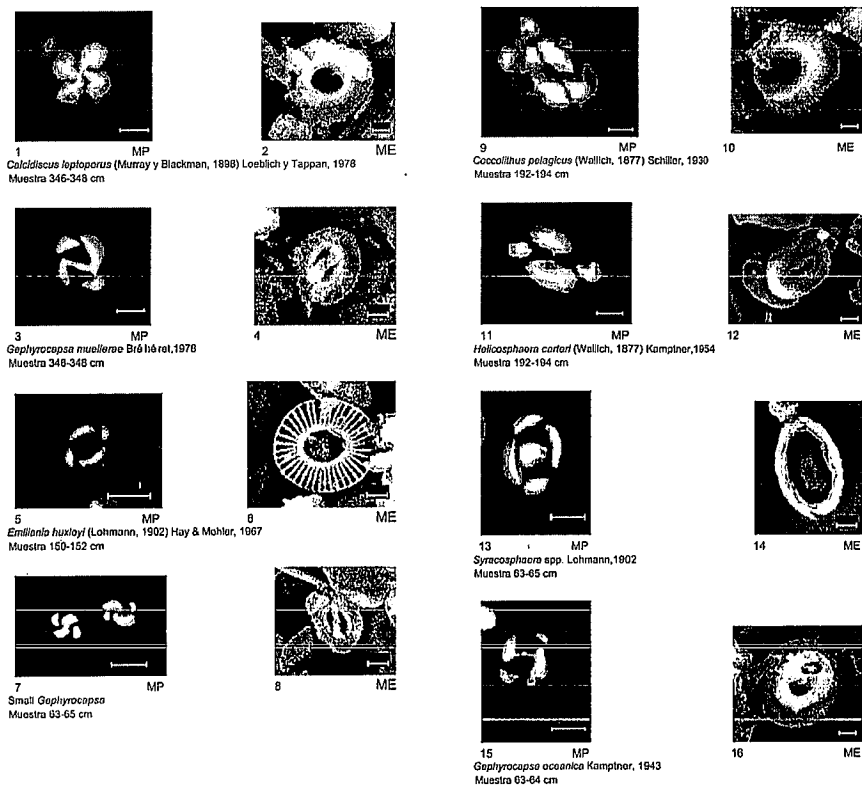 1 MP 2 ME
Calcidiscus leptoporus (Murray y Blackman, 1898) Loeblich y Tappan, 1978
Muestra 346-348 cm
3 MP 4 ME
Gephyrocapsa muellerae Bréhéret, 1978
Muestra 346-348 cm
5 MP 6 ME
Emiliania huxleyi (Lohmann, 1902) Hay & Mohler, 1967
Muestra 150-152 cm
7 MP 8 ME
Small Gephyrocapsa
Muestra 63-65 cm
9 MP 10 ME
Coccolithus pelagicus (Wallich, 1877) Schiller, 1930
Muestra 192-194 cm
11 MP 12 ME
Helicosphaera carteri (Wallich, 1877) Kamptner, 1954
Muestra 192-194 cm
13 MP 14 ME
Syracosphaera spp. Lohmann, 1902
Muestra 63-65 cm
15 MP 16 ME
Gephyrocapsa oceanica Kamptner, 1943
Muestra 63-64 cm